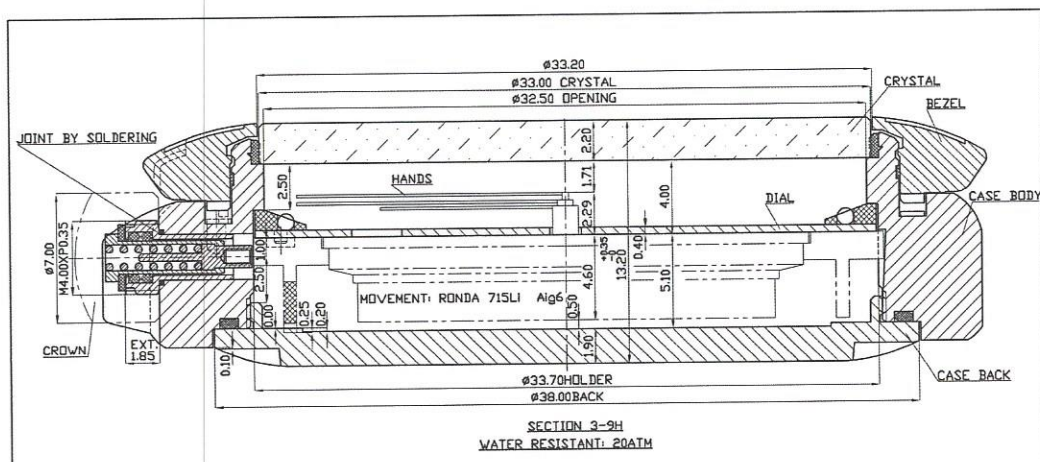 ø33.20
ø33.00 CRYSTAL
ø32.50 OPENING
CRYSTAL
BEZEL
JOINT BY SOLDERING
HANDS
2.50
2.20
1.71
2.29
4.00
DIAL
CASE BODY
ø7.00
M4.00XP0.35
1.00
2.50
0.00
0.25
0.20
4.60
+0.35
-0
13.20
0.40
5.10
MOVEMENT: RONDA 715Li Aig6
0.50
1.90
CROWN
EXT.
1.85
0.10
ø33.70HOLDER
ø38.00BACK
CASE BACK
SECTION 3-9H
WATER RESISTANT: 20ATM